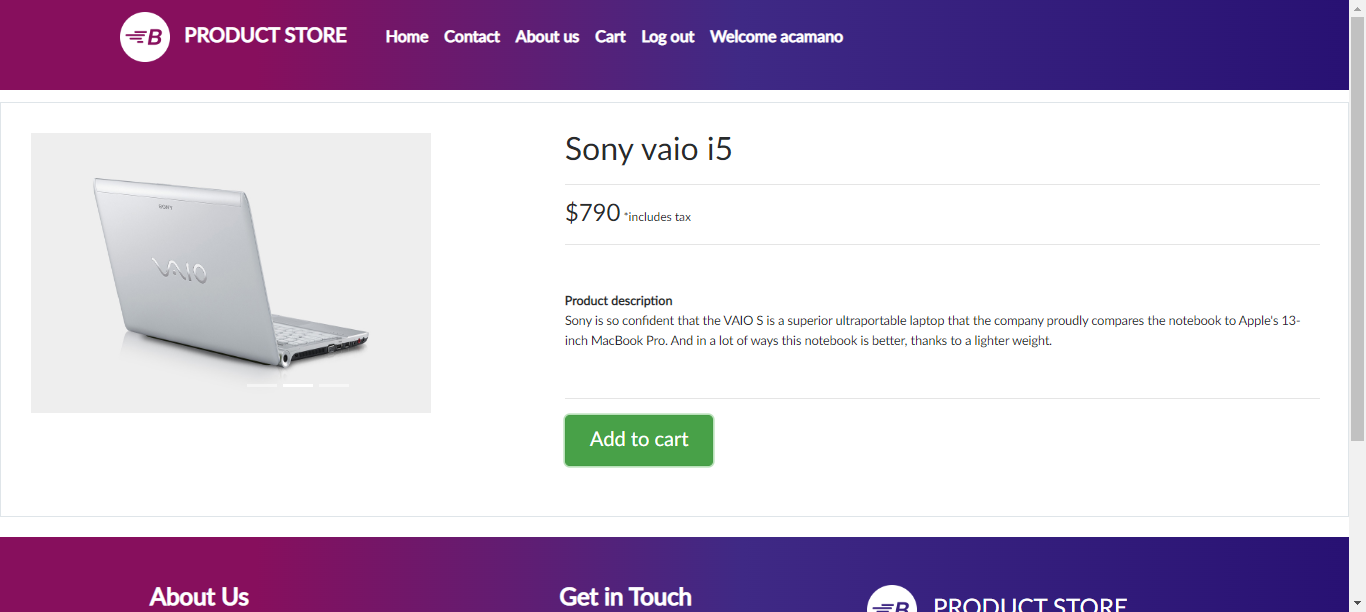 B PRODUCT STORE Home Contact About us Cart Log out Welcome acamano
Sony vaio i5
SONY
VAIO
$790 *includes tax
Product description
Sony is so confident that the VAIO S is a superior ultraportable laptop that the company proudly compares the notebook to Apple's 13-
inch MacBook Pro. And in a lot of ways this notebook is better, thanks to a lighter weight.
Add to cart
About Us
Get in Touch
B PRODUCT STORE